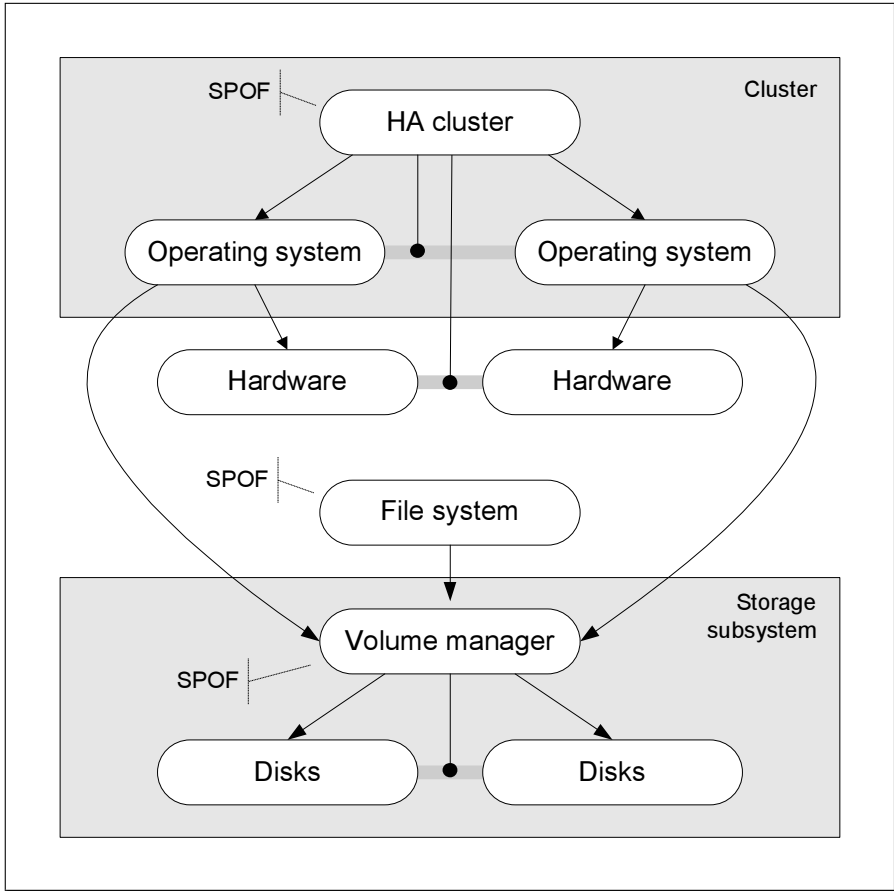 SPOF
Cluster
HA cluster
Operating system
Operating system
Hardware
Hardware
SPOF
File system
Storage
subsystem
Volume manager
SPOF
Disks
Disks